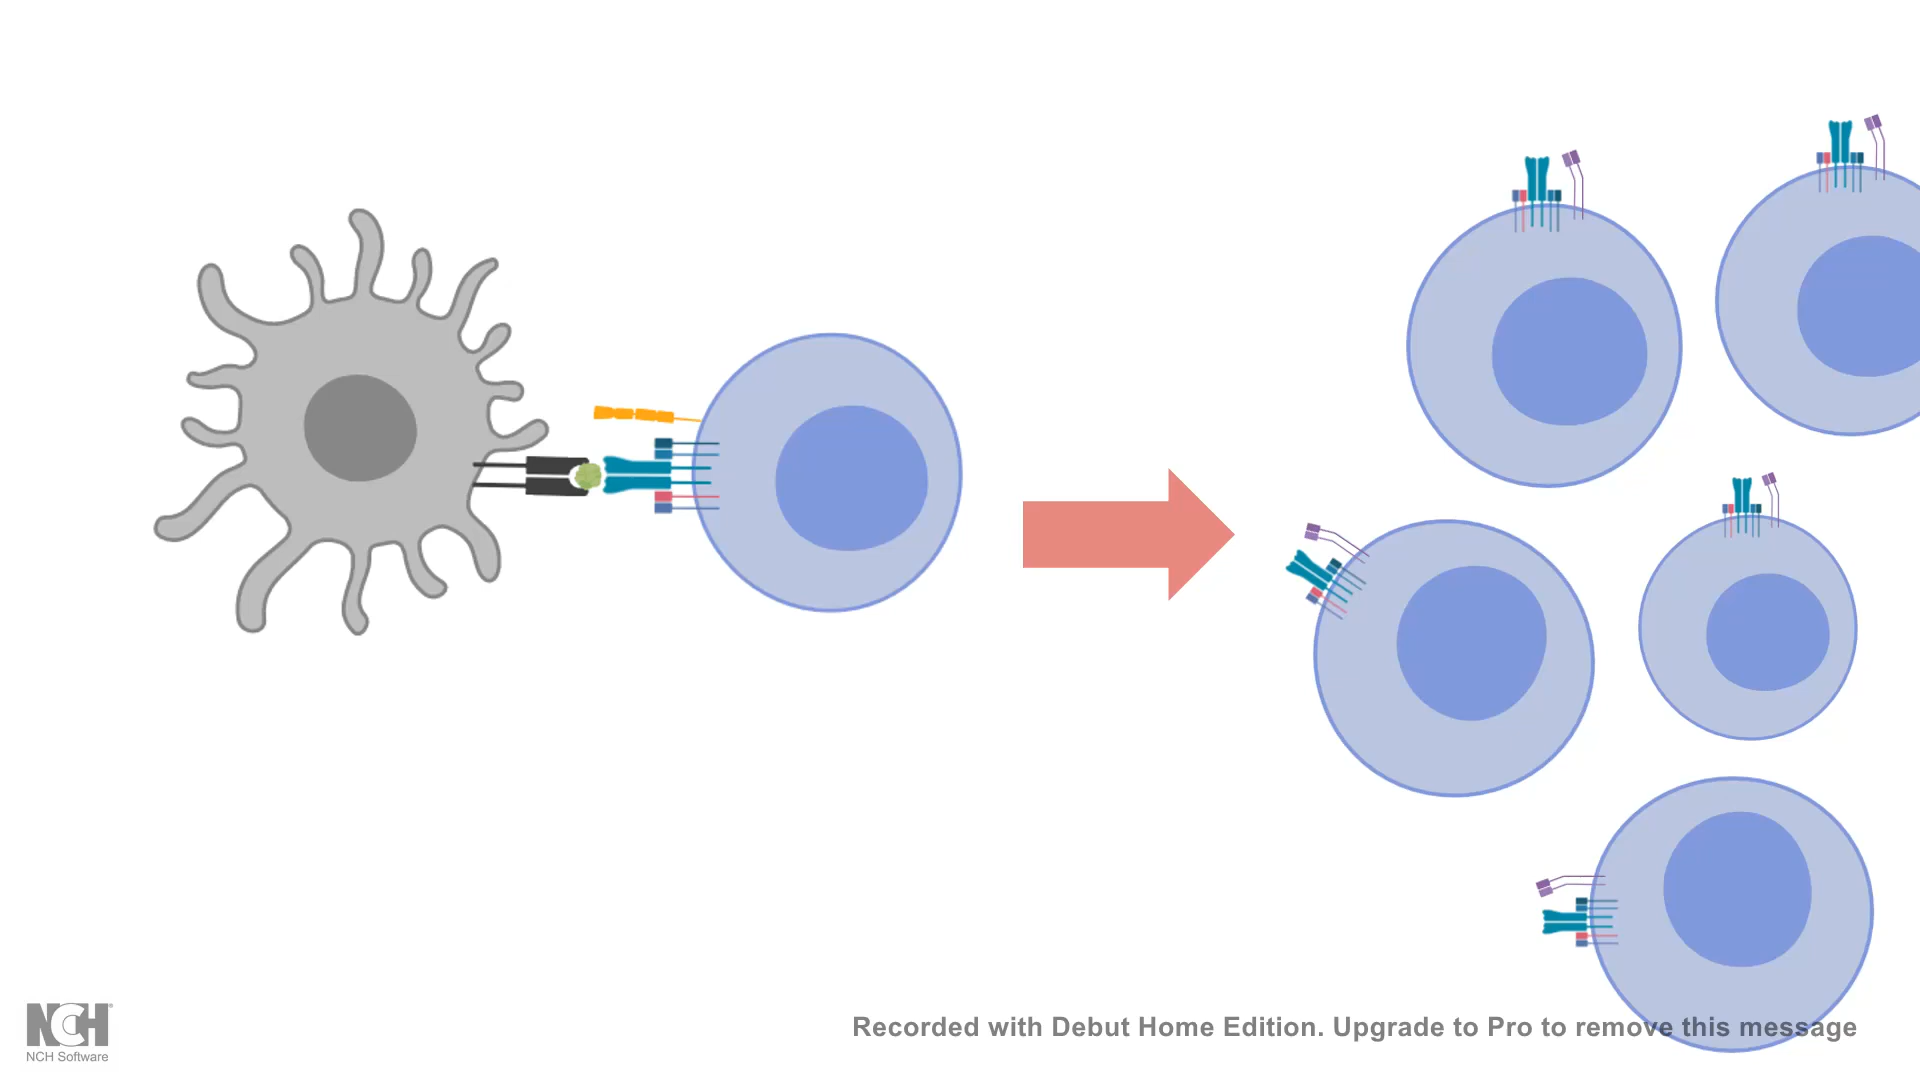 NCH
NCH Software
Recorded with Debut Home Edition. Upgrade to Pro to remove this message